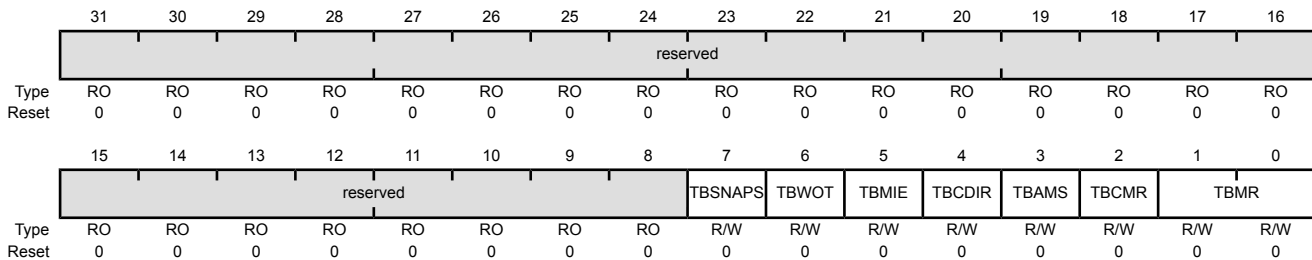 31 30 29 28 27 26 25 24 23 22 21 20 19 18 17 16
reserved
Type RO RO RO RO RO RO RO RO RO RO RO RO RO RO RO RO
Reset 0 0 0 0 0 0 0 0 0 0 0 0 0 0 0 0
15 14 13 12 11 10 9 8 7 6 5 4 3 2 1 0
reserved TBSNAPS TBWOT TBMIE TBCDIR TBAMS TBCMR TBMR
Type RO RO RO RO RO RO RO RO R/W R/W R/W R/W R/W R/W R/W R/W
Reset 0 0 0 0 0 0 0 0 0 0 0 0 0 0 0 0